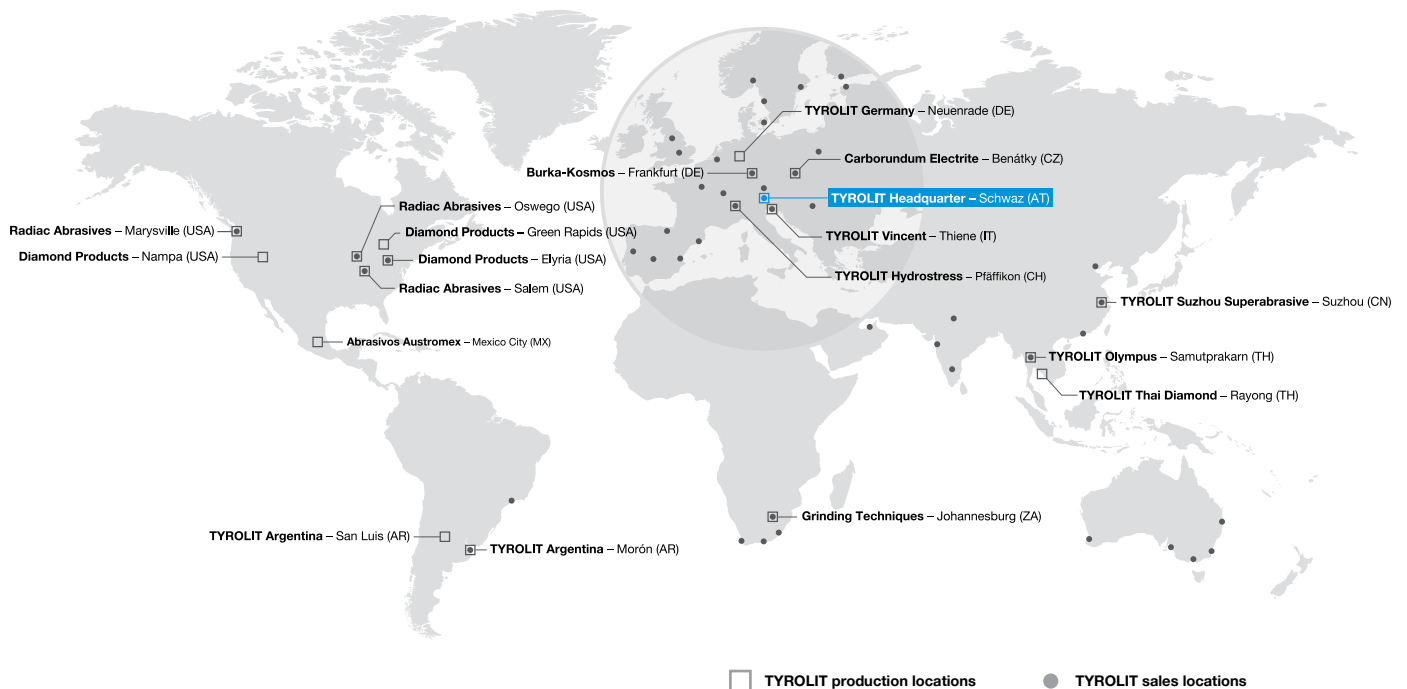 TYROLIT Germany – Neuenrade (DE)
Carborundum Electrite – Benátky (CZ)
Burka-Kosmos – Frankfurt (DE)
TYROLIT Headquarter – Schwaz (AT)
Radiac Abrasives – Oswego (USA)
Radiac Abrasives – Marysville (USA)
Diamond Products – Green Rapids (USA)
TYROLIT Vincent – Thiene (IT)
Diamond Products – Nampa (USA)
Diamond Products – Elyria (USA)
TYROLIT Hydrostress – Pfäffikon (CH)
Radiac Abrasives – Salem (USA)
TYROLIT Suzhou Superabrasive – Suzhou (CN)
Abrasivos Austromex – Mexico City (MX)
TYROLIT Olympus – Samutprakarn (TH)
TYROLIT Thai Diamond – Rayong (TH)
Grinding Techniques – Johannesburg (ZA)
TYROLIT Argentina – San Luis (AR)
TYROLIT Argentina – Morón (AR)
TYROLIT production locations
TYROLIT sales locations